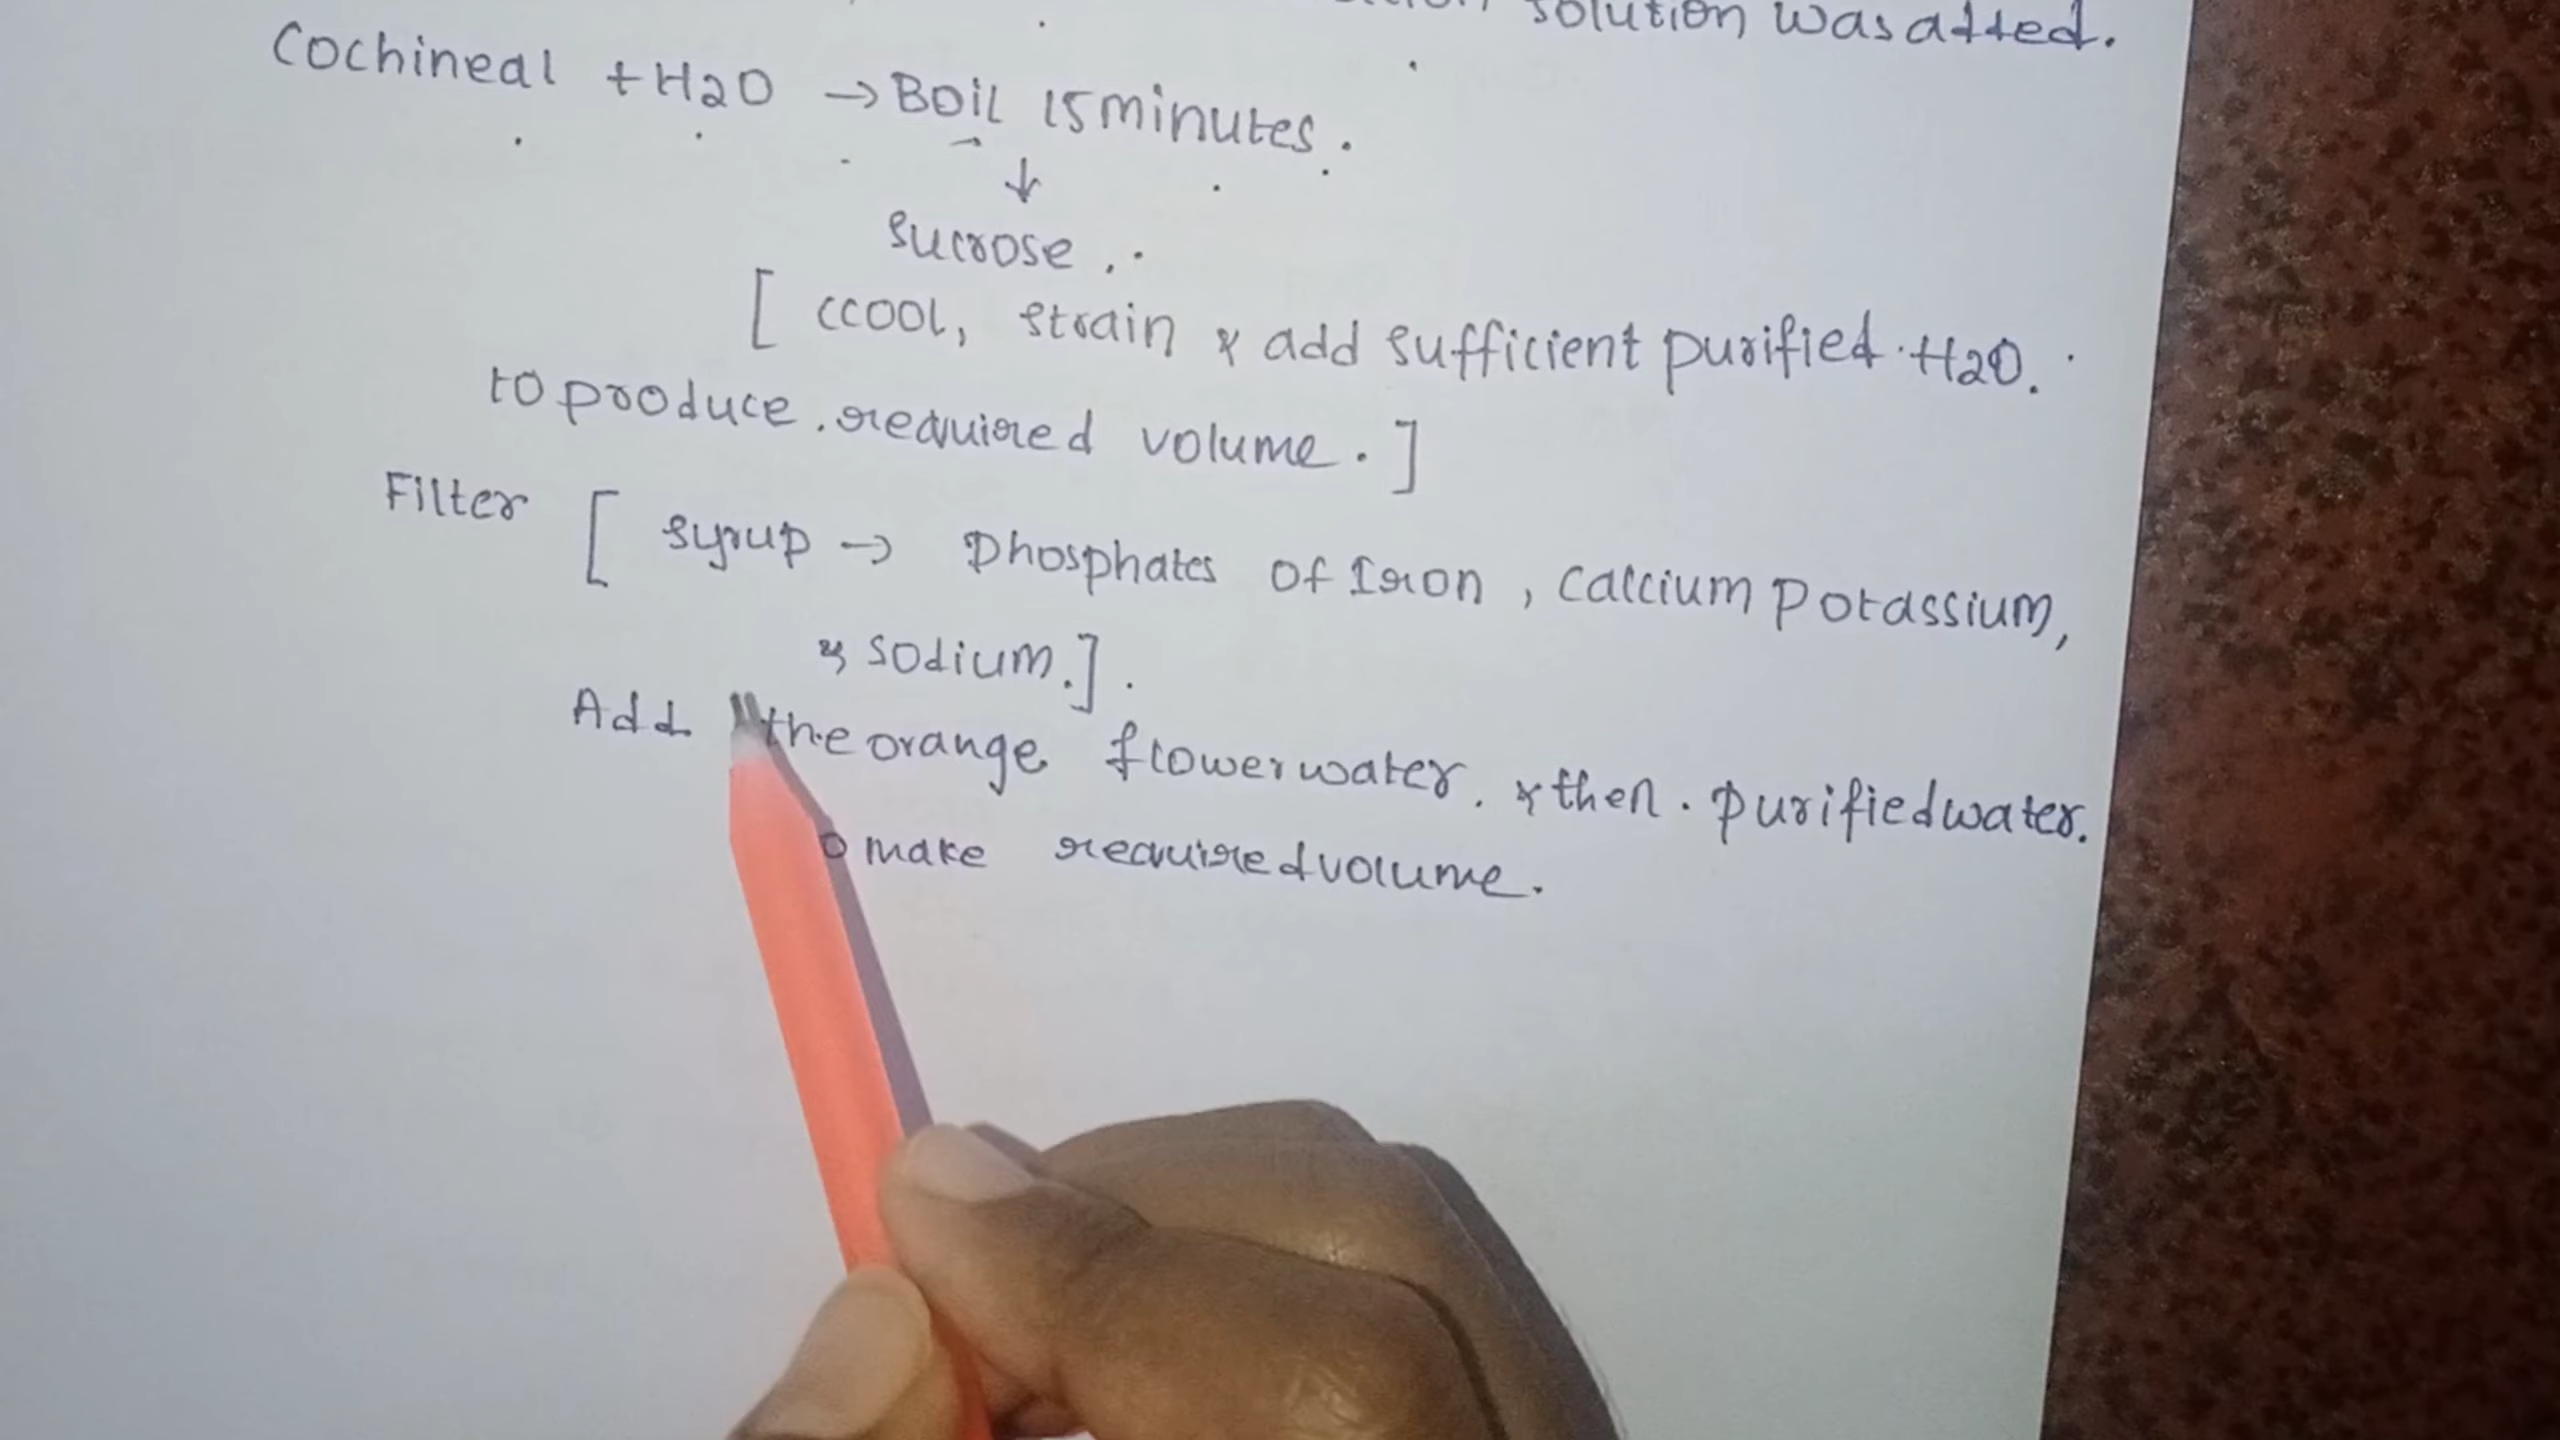 solution was added.
Cochineal + H2O → Boil 15 minutes.
↓
sucrose.
[ ccool, strain & add sufficient purified H2O.
to produce required volume. ]
Filter [ syrup → Phosphates of Iron, Calcium Potassium,
& sodium.].
Add the orange flower water. & then. purified water.
o make required volume.